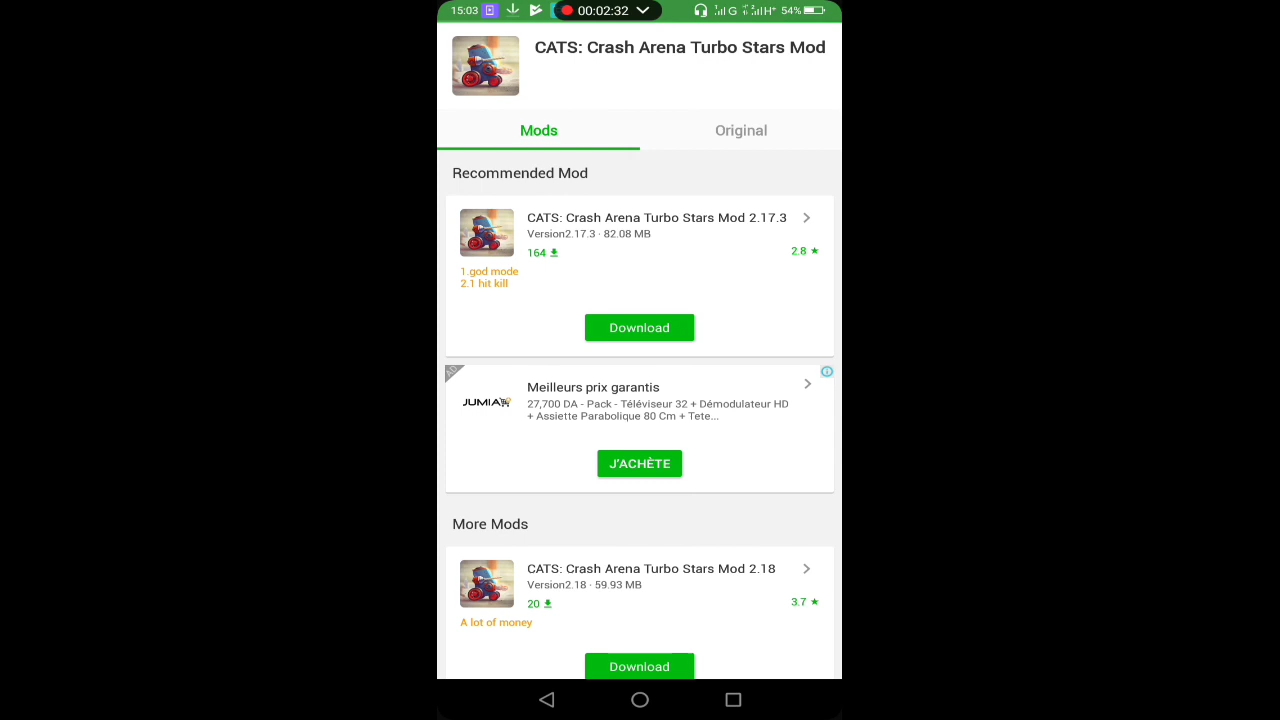 15:03 00:02:32 G H+ 54%
CATS: Crash Arena Turbo Stars Mod
Mods Original
Recommended Mod
CATS: Crash Arena Turbo Stars Mod 2.17.3
Version2.17.3 · 82.08 MB
164 2.8 ★
1.god mode
2.1 hit kill
Download
AD
Meilleurs prix garantis
JUMIA
27,700 DA - Pack - Téléviseur 32 + Démodulateur HD
+ Assiette Parabolique 80 Cm + Tete...
J'ACHÈTE
More Mods
CATS: Crash Arena Turbo Stars Mod 2.18
Version2.18 · 59.93 MB
20 3.7 ★
A lot of money
Download